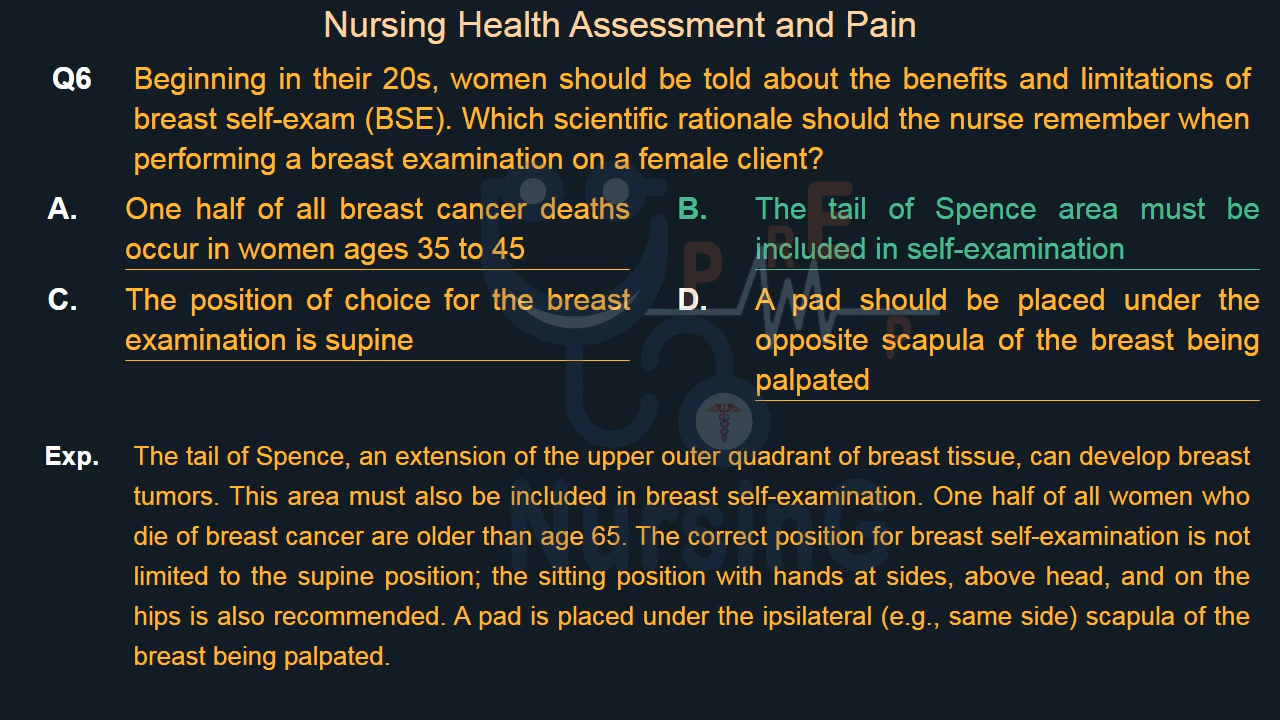 Nursing Health Assessment and Pain
Q6 Beginning in their 20s, women should be told about the benefits and limitations of
breast self-exam (BSE). Which scientific rationale should the nurse remember when
performing a breast examination on a female client?
A. One half of all breast cancer deaths
occur in women ages 35 to 45
B. The tail of Spence area must be
included in self-examination
C. The position of choice for the breast
examination is supine
D. A pad should be placed under the
opposite scapula of the breast being
palpated
Exp. The tail of Spence, an extension of the upper outer quadrant of breast tissue, can develop breast
tumors. This area must also be included in breast self-examination. One half of all women who
die of breast cancer are older than age 65. The correct position for breast self-examination is not
limited to the supine position; the sitting position with hands at sides, above head, and on the
hips is also recommended. A pad is placed under the ipsilateral (e.g., same side) scapula of the
breast being palpated.
P R F P
NursinG